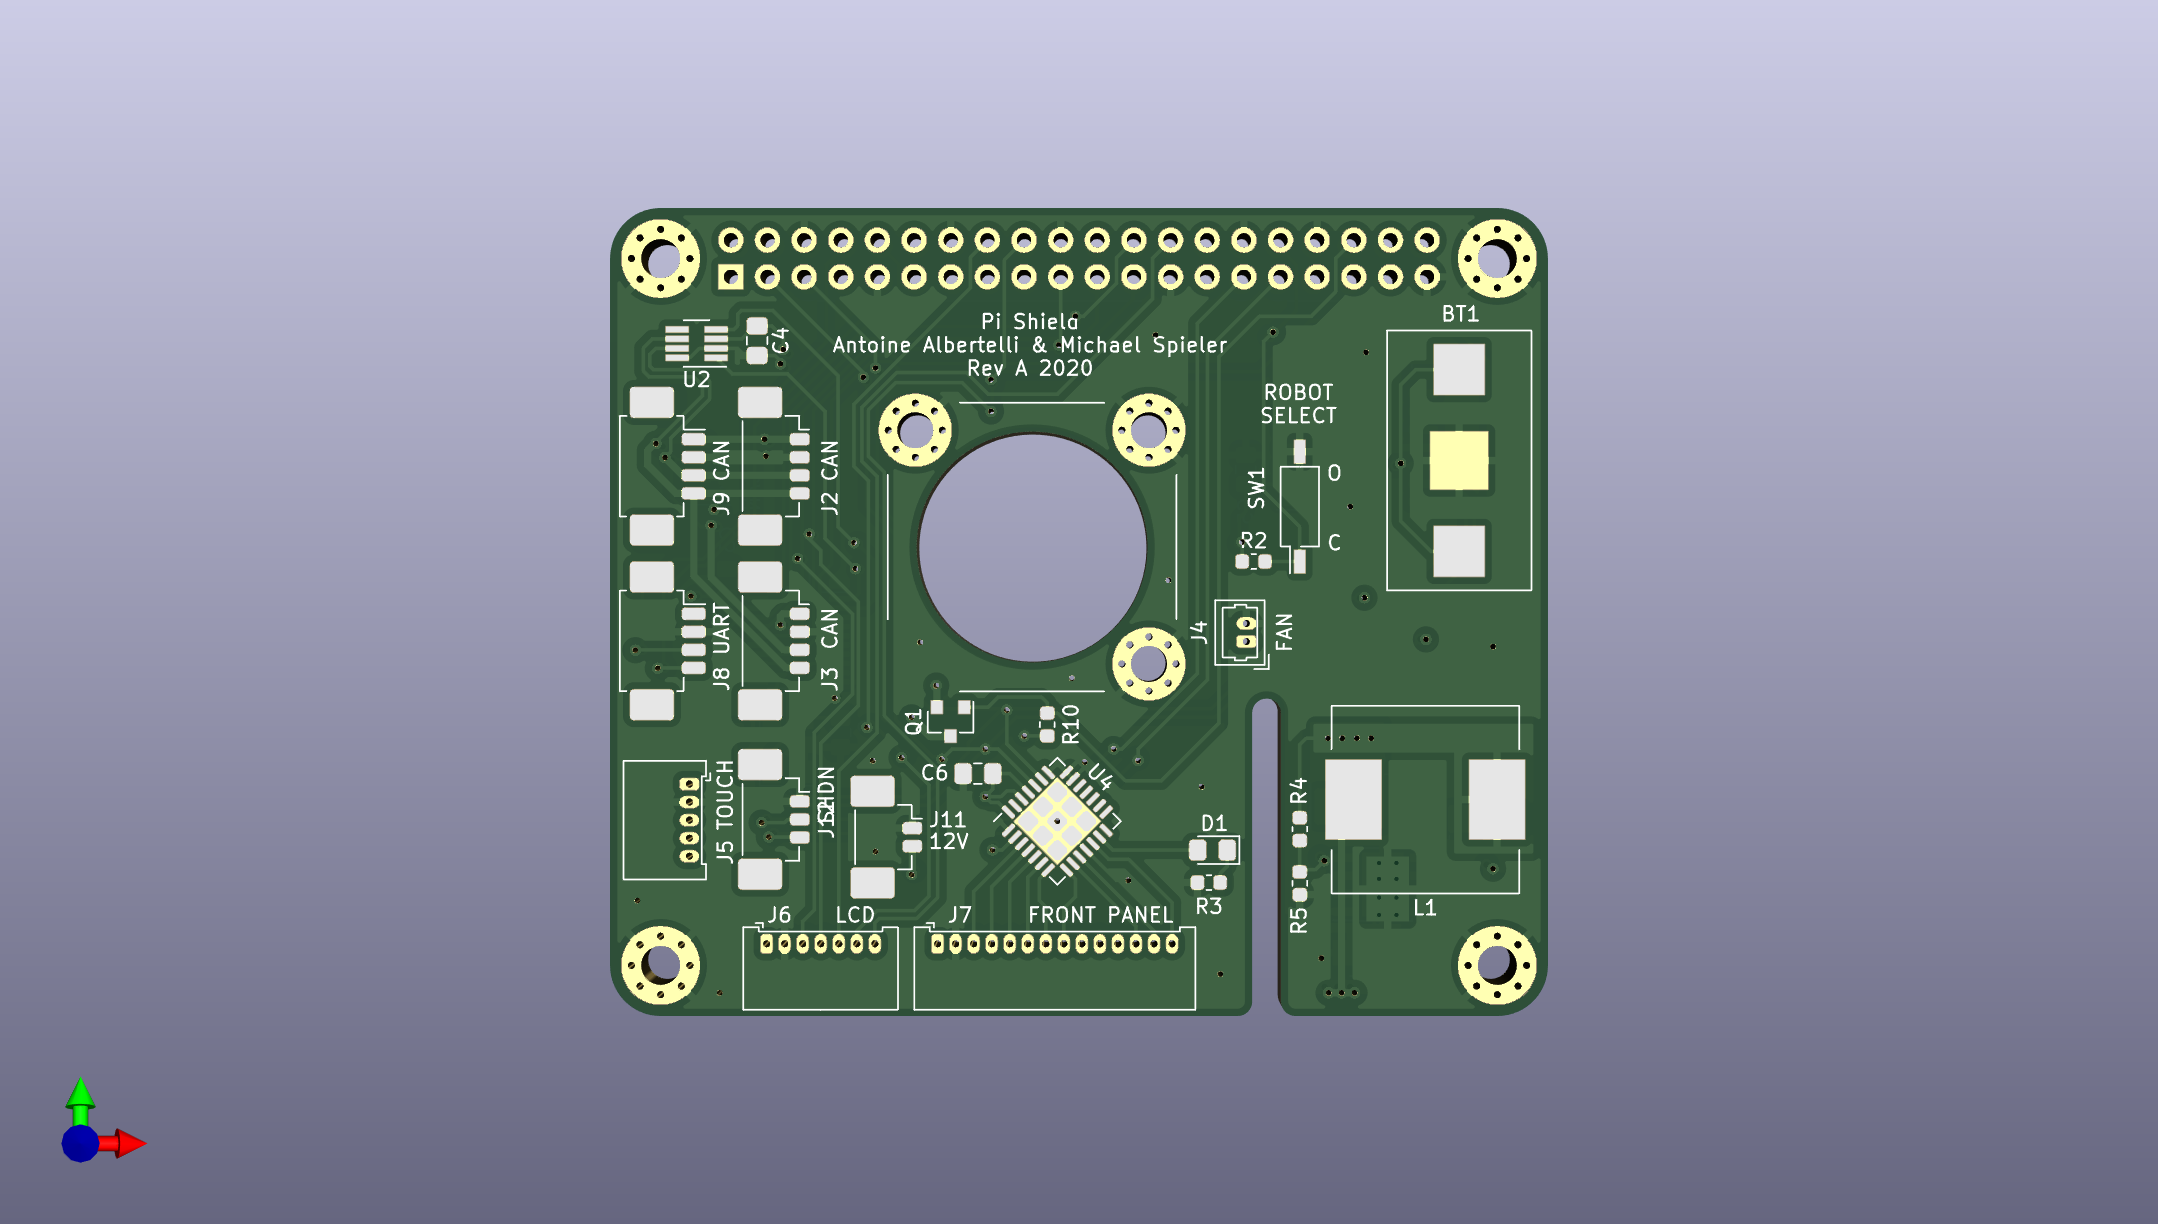 Pi Shield
Antoine Albertelli & Michael Spieler
Rev A 2020
BT1
C4
U2
ROBOT
SELECT
J9 CAN
J2 CAN
SW1
O
C
R2
J8 UART
J3 CAN
J4
FAN
Q1
R10
C6
U4
J5 TOUCH
SHDN
J12
J11
12V
D1
R4
R3
R5
L1
J6
LCD
J7
FRONT PANEL